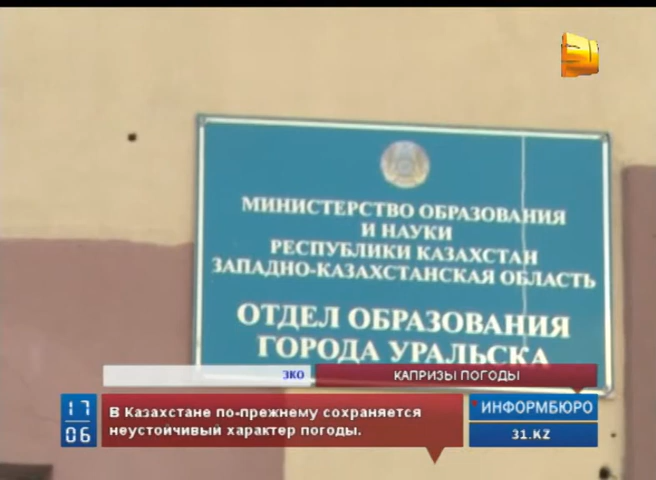 МИНИСТЕРСТВО ОБРАЗОВАНИЯ
И НАУКИ
РЕСПУБЛИКИ КАЗАХСТАН
ЗАПАДНО-КАЗАХСТАНСКАЯ ОБЛАСТЬ
ОТДЕЛ ОБРАЗОВАНИЯ
ГОРОДА УРАЛЬСКА
ЗКО
КАПРИЗЫ ПОГОДЫ
17
06
В Казахстане по-прежнему сохраняется
неустойчивый характер погоды.
ИНФОРМБЮРО
31.KZ